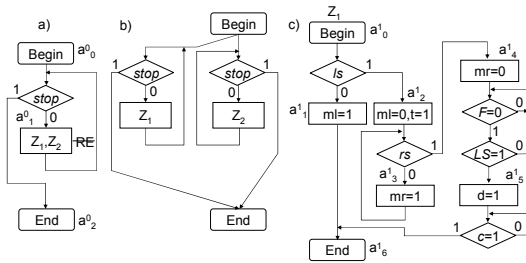 a)
Begin
a⁰₀
1
stop
0
a⁰₁
Z₁,Z₂
RE
End
a⁰₂
b)
Begin
1
stop
0
Z₁
stop
1
0
Z₂
End
c)
Z₁
Begin
a¹₀
ls
1
0
a¹₁
ml=1
a¹₂
ml=0,t=1
rs
1
a¹₃
0
mr=1
End
a¹₆
a¹₄
mr=0
F=0
0
1
LS=1
0
a¹₅
d=1
1
c=1
0